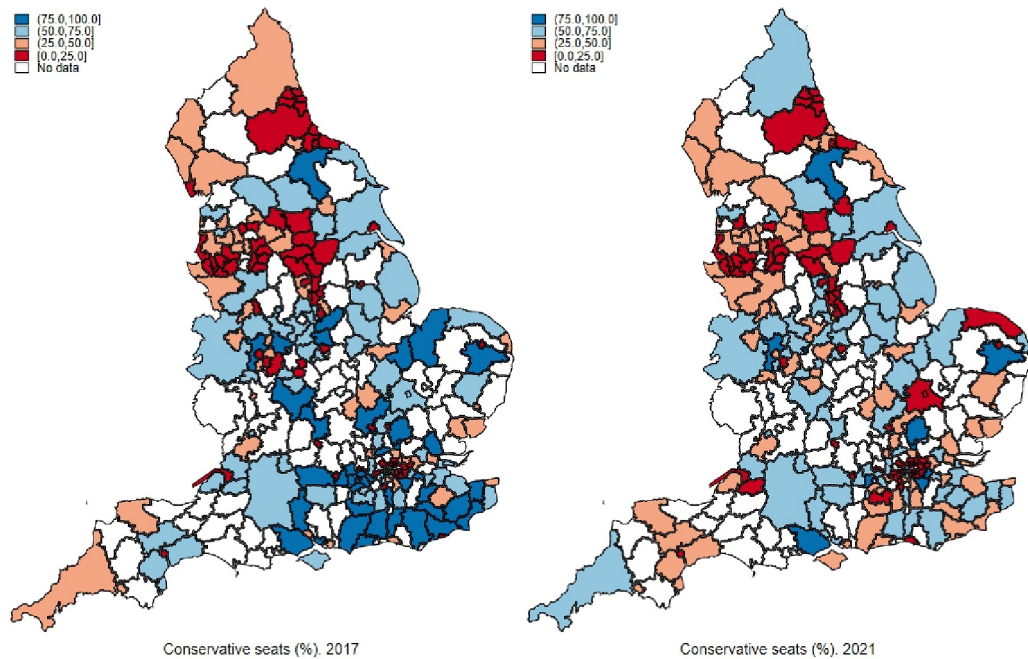 (75.0,100.0]
(50.0,75.0]
(25.0,50.0]
[0.0,25.0]
No data
Conservative seats (%). 2017
(75.0,100.0]
(50.0,75.0]
(25.0,50.0]
[0.0,25.0]
No data
Conservative seats (%). 2021